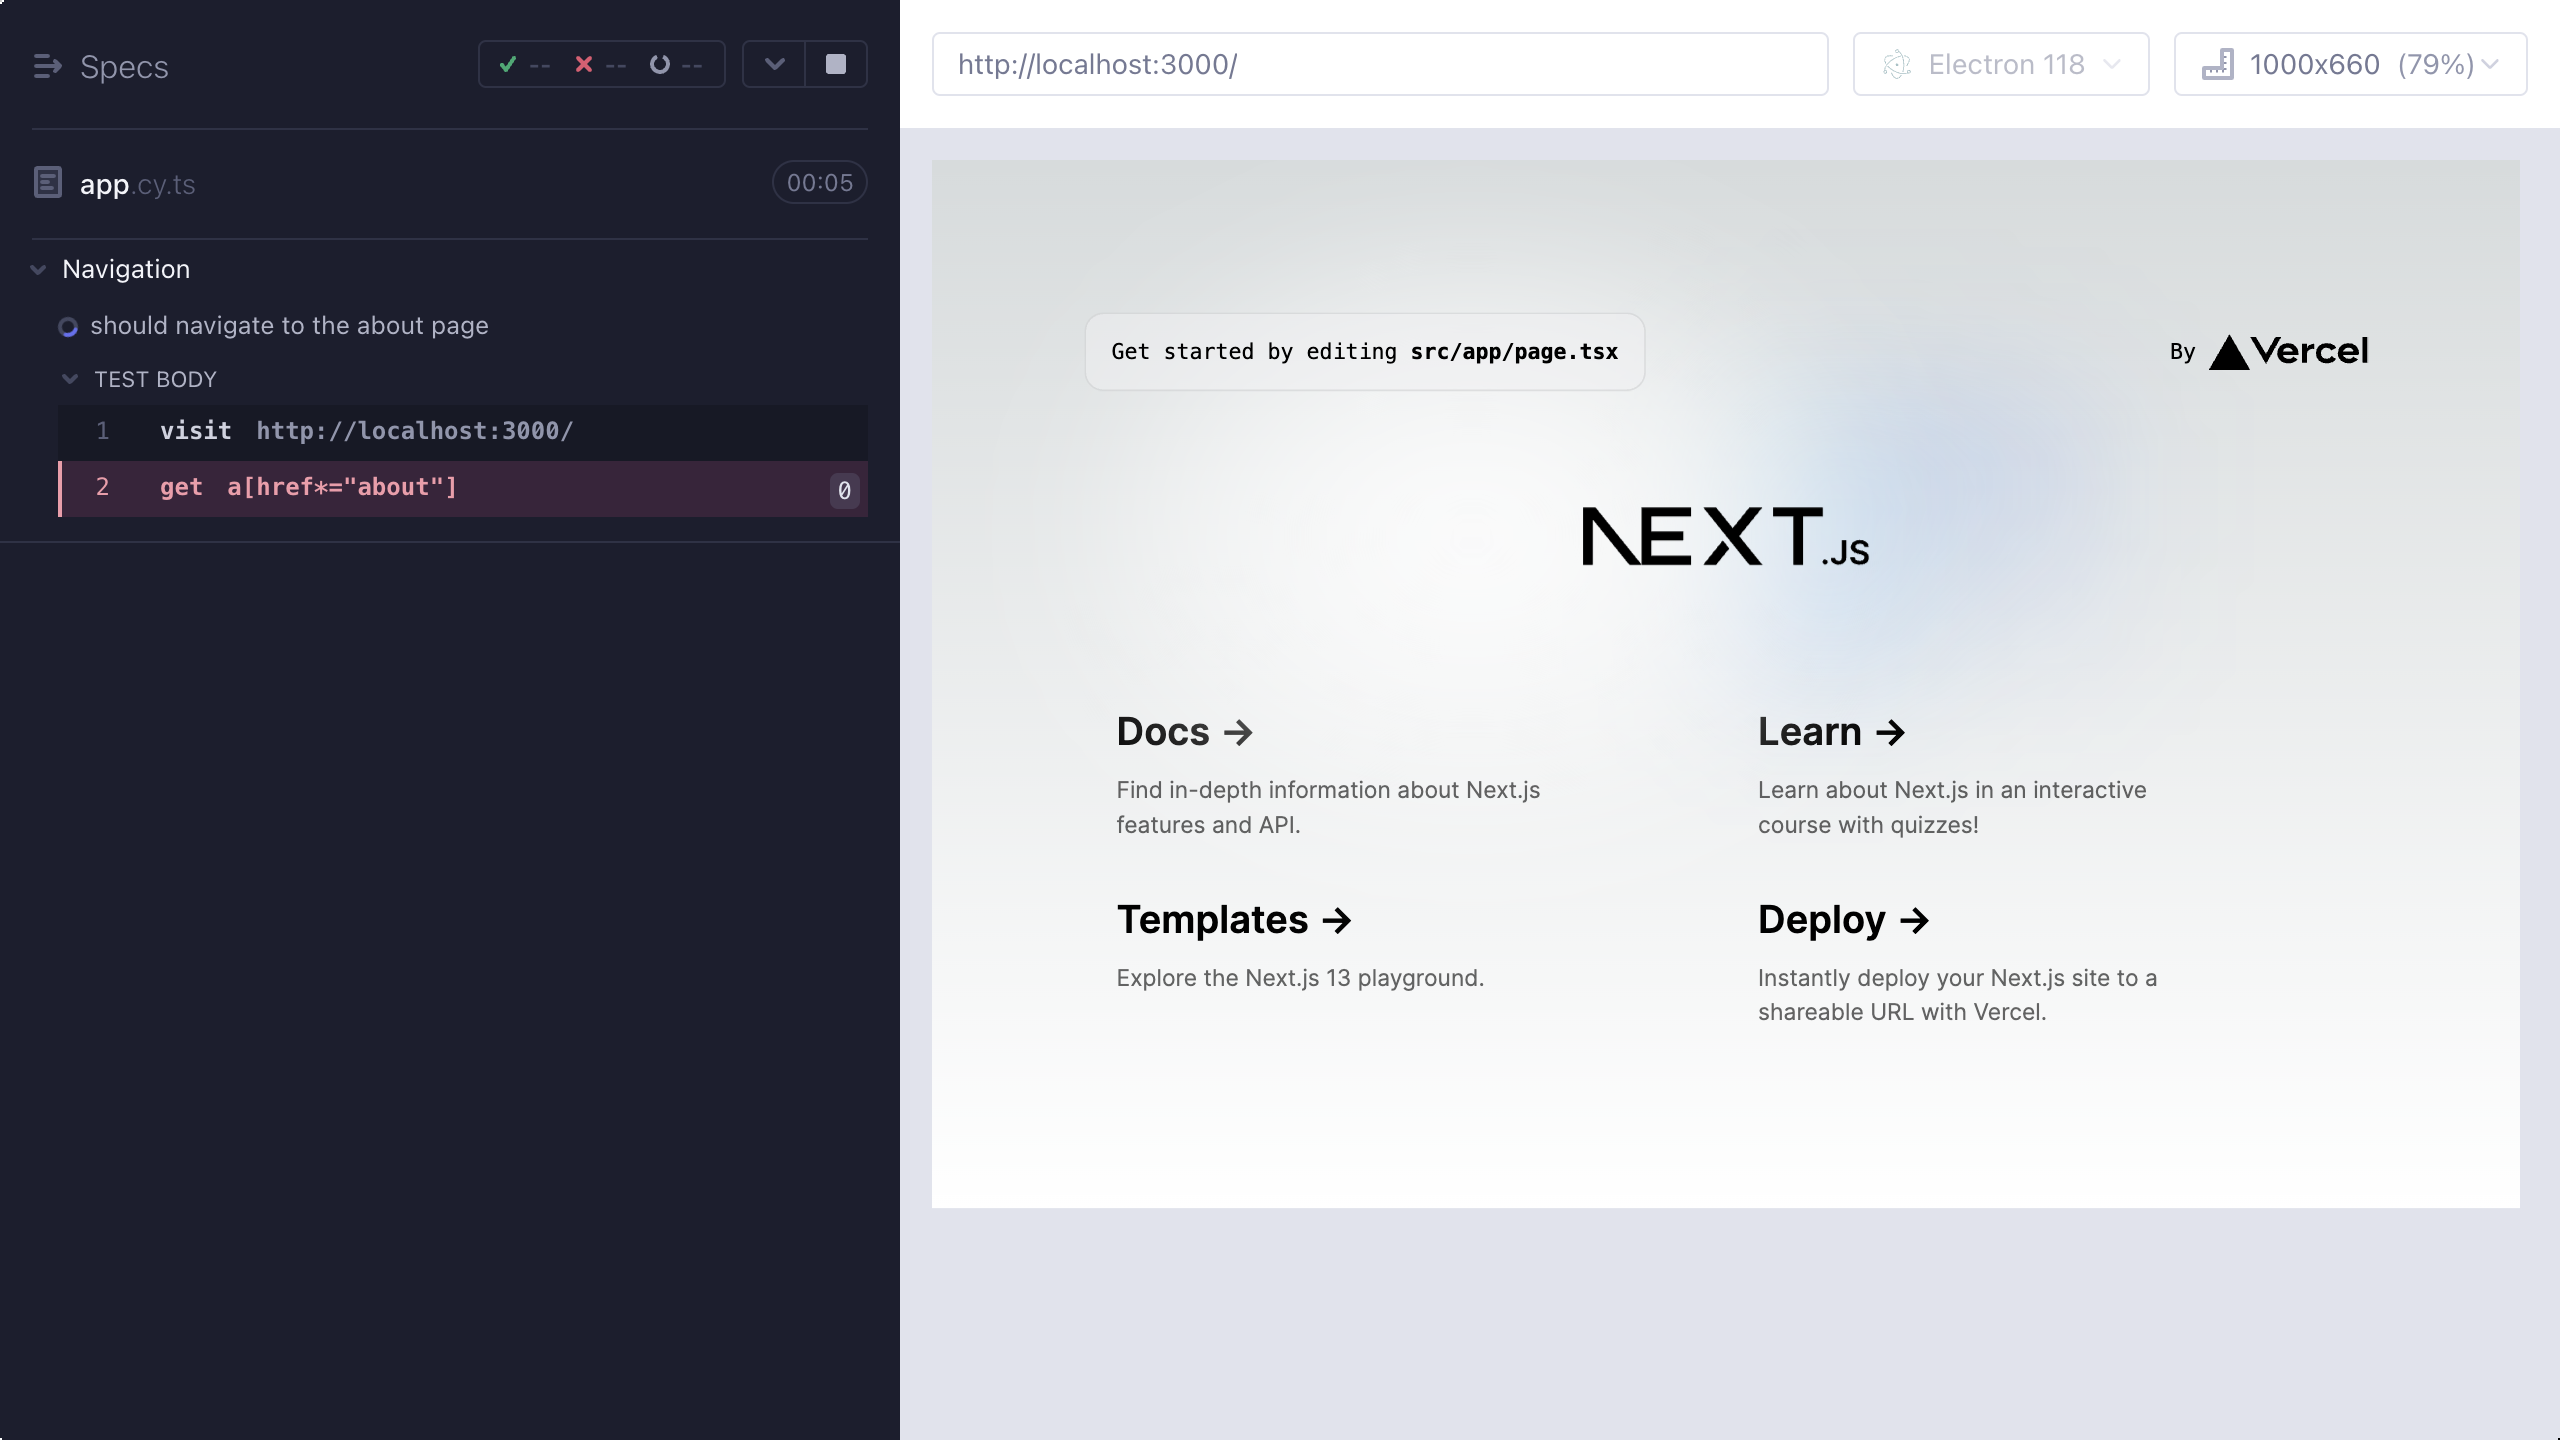 Specs
-- -- --
app.cy.ts
00:05
Navigation
should navigate to the about page
TEST BODY
1 visit http://localhost:3000/
2 get a[href*="about"] 0
http://localhost:3000/
Electron 118
1000x660 (79%)
Get started by editing src/app/page.tsx
By Vercel
NEXT.JS
Docs ->
Find in-depth information about Next.js
features and API.
Learn ->
Learn about Next.js in an interactive
course with quizzes!
Templates ->
Explore the Next.js 13 playground.
Deploy ->
Instantly deploy your Next.js site to a
shareable URL with Vercel.